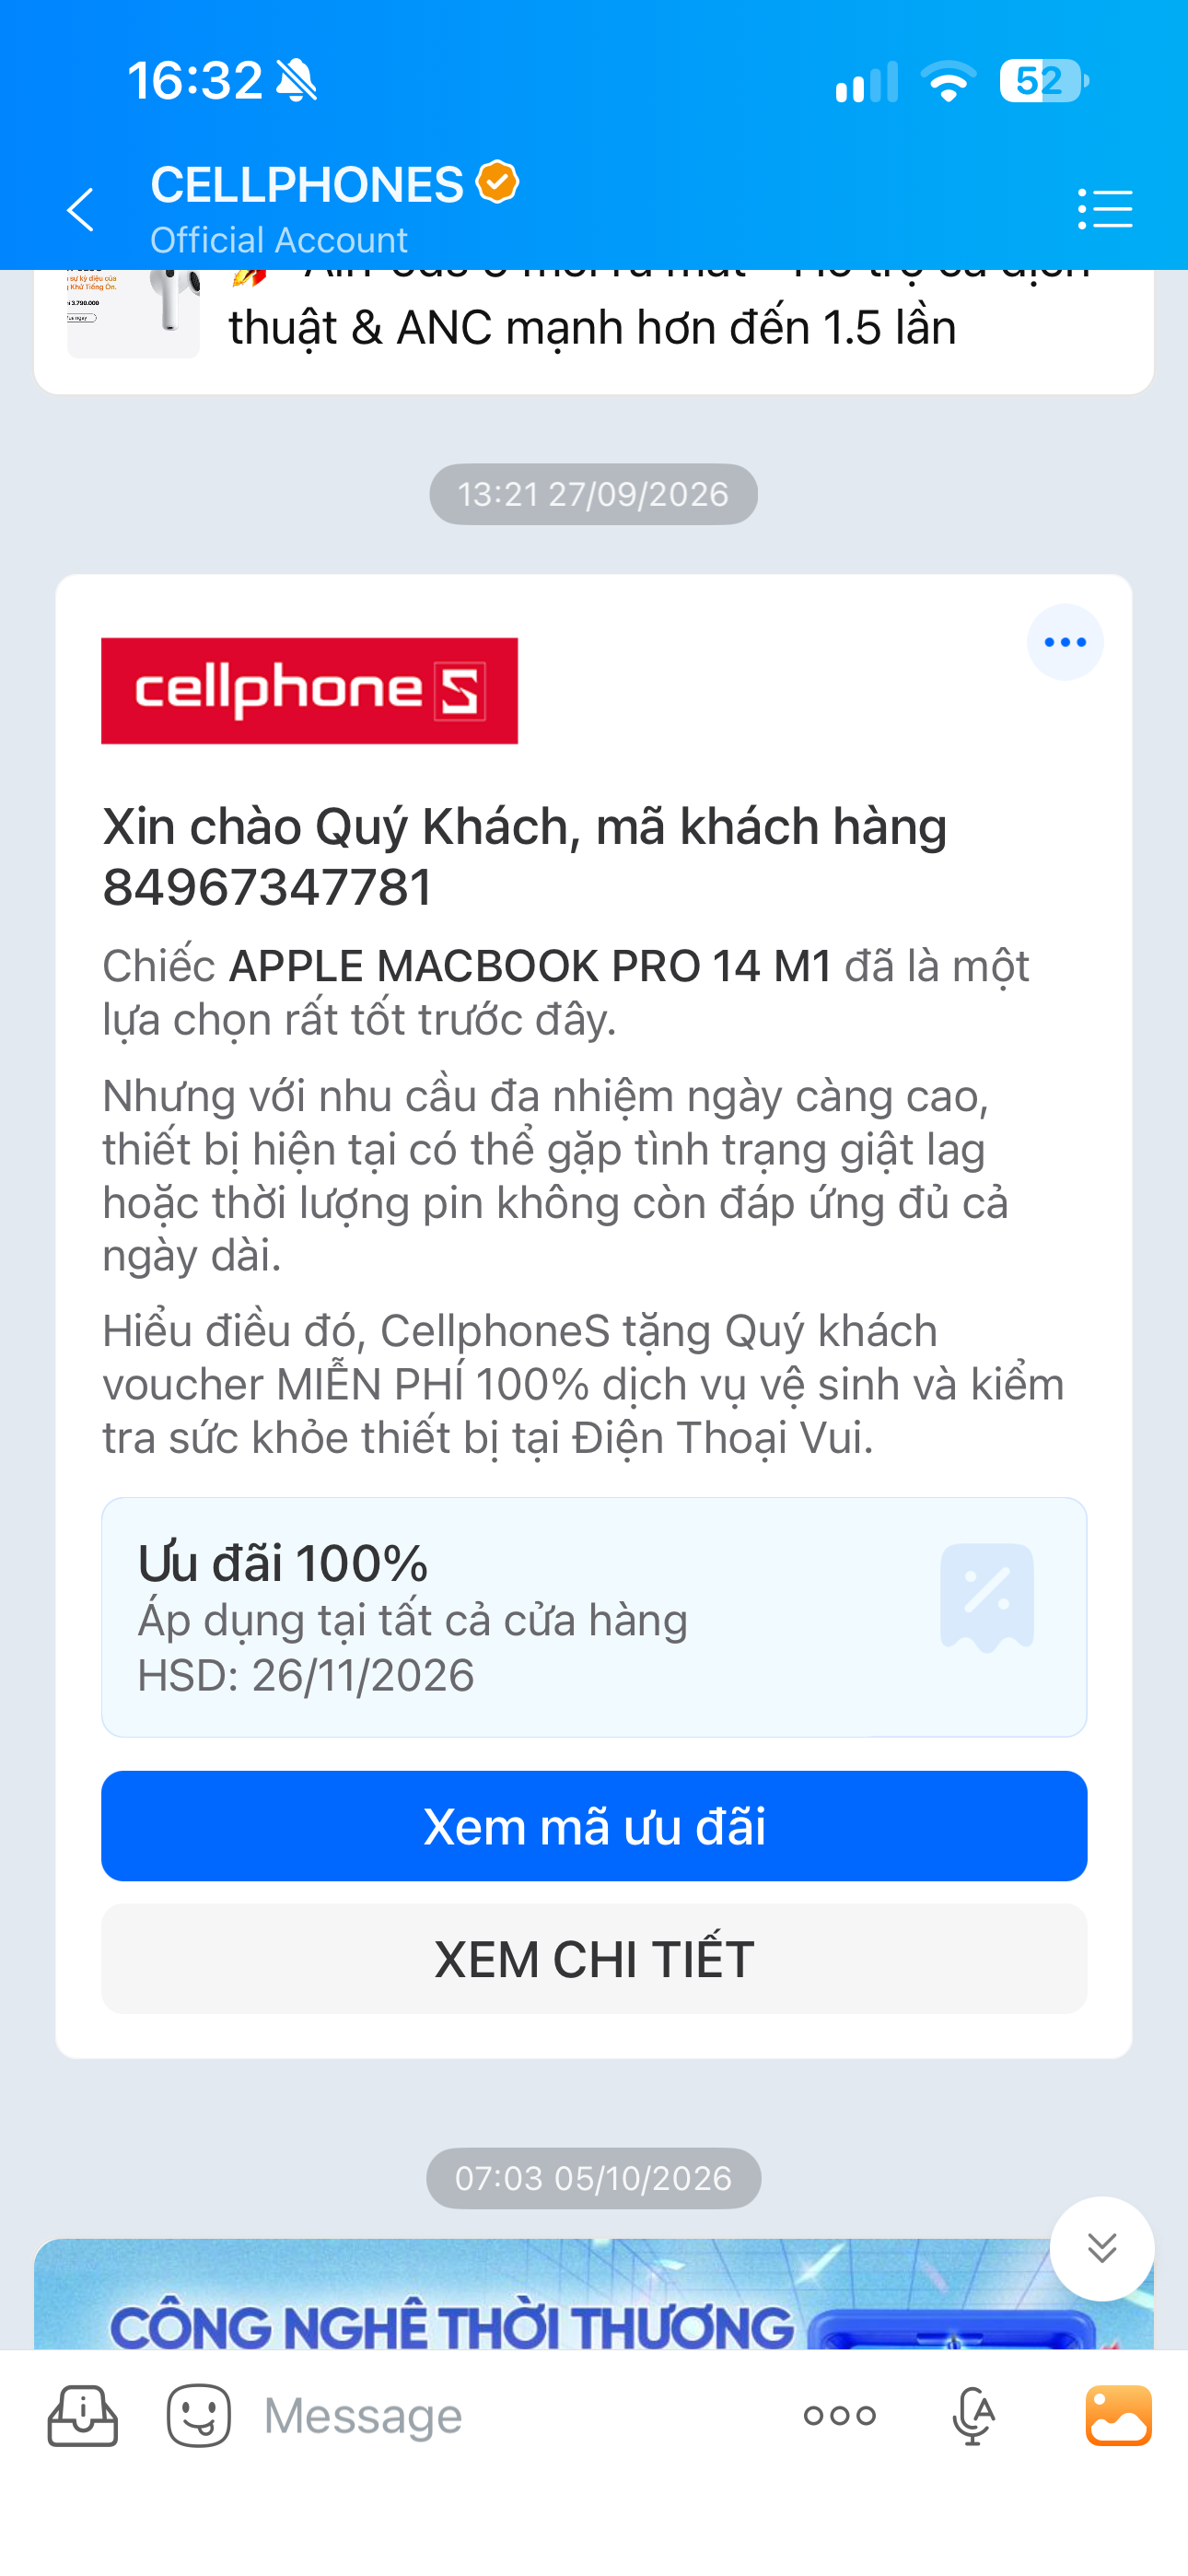 16:32
52
CELLPHONES
Official Account
3.790.000
thuật & ANC mạnh hơn đến 1.5 lần
13:21 27/09/2026
cellphoneS
Xin chào Quý Khách, mã khách hàng
84967347781
Chiếc APPLE MACBOOK PRO 14 M1 đã là một
lựa chọn rất tốt trước đây.
Nhưng với nhu cầu đa nhiệm ngày càng cao,
thiết bị hiện tại có thể gặp tình trạng giật lag
hoặc thời lượng pin không còn đáp ứng đủ cả
ngày dài.
Hiểu điều đó, CellphoneS tặng Quý khách
voucher MIỄN PHÍ 100% dịch vụ vệ sinh và kiểm
tra sức khỏe thiết bị tại Điện Thoại Vui.
Ưu đãi 100%
Áp dụng tại tất cả cửa hàng
HSD: 26/11/2026
Xem mã ưu đãi
XEM CHI TIẾT
07:03 05/10/2026
CÔNG NGHỆ THỜI THƯỢNG
Message